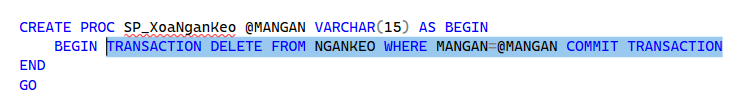 CREATE PROC SP_XoaNganKeo @MANGAN VARCHAR(15) AS BEGIN
BEGIN TRANSACTION DELETE FROM NGANKEO WHERE MANGAN=@MANGAN COMMIT TRANSACTION
END
GO